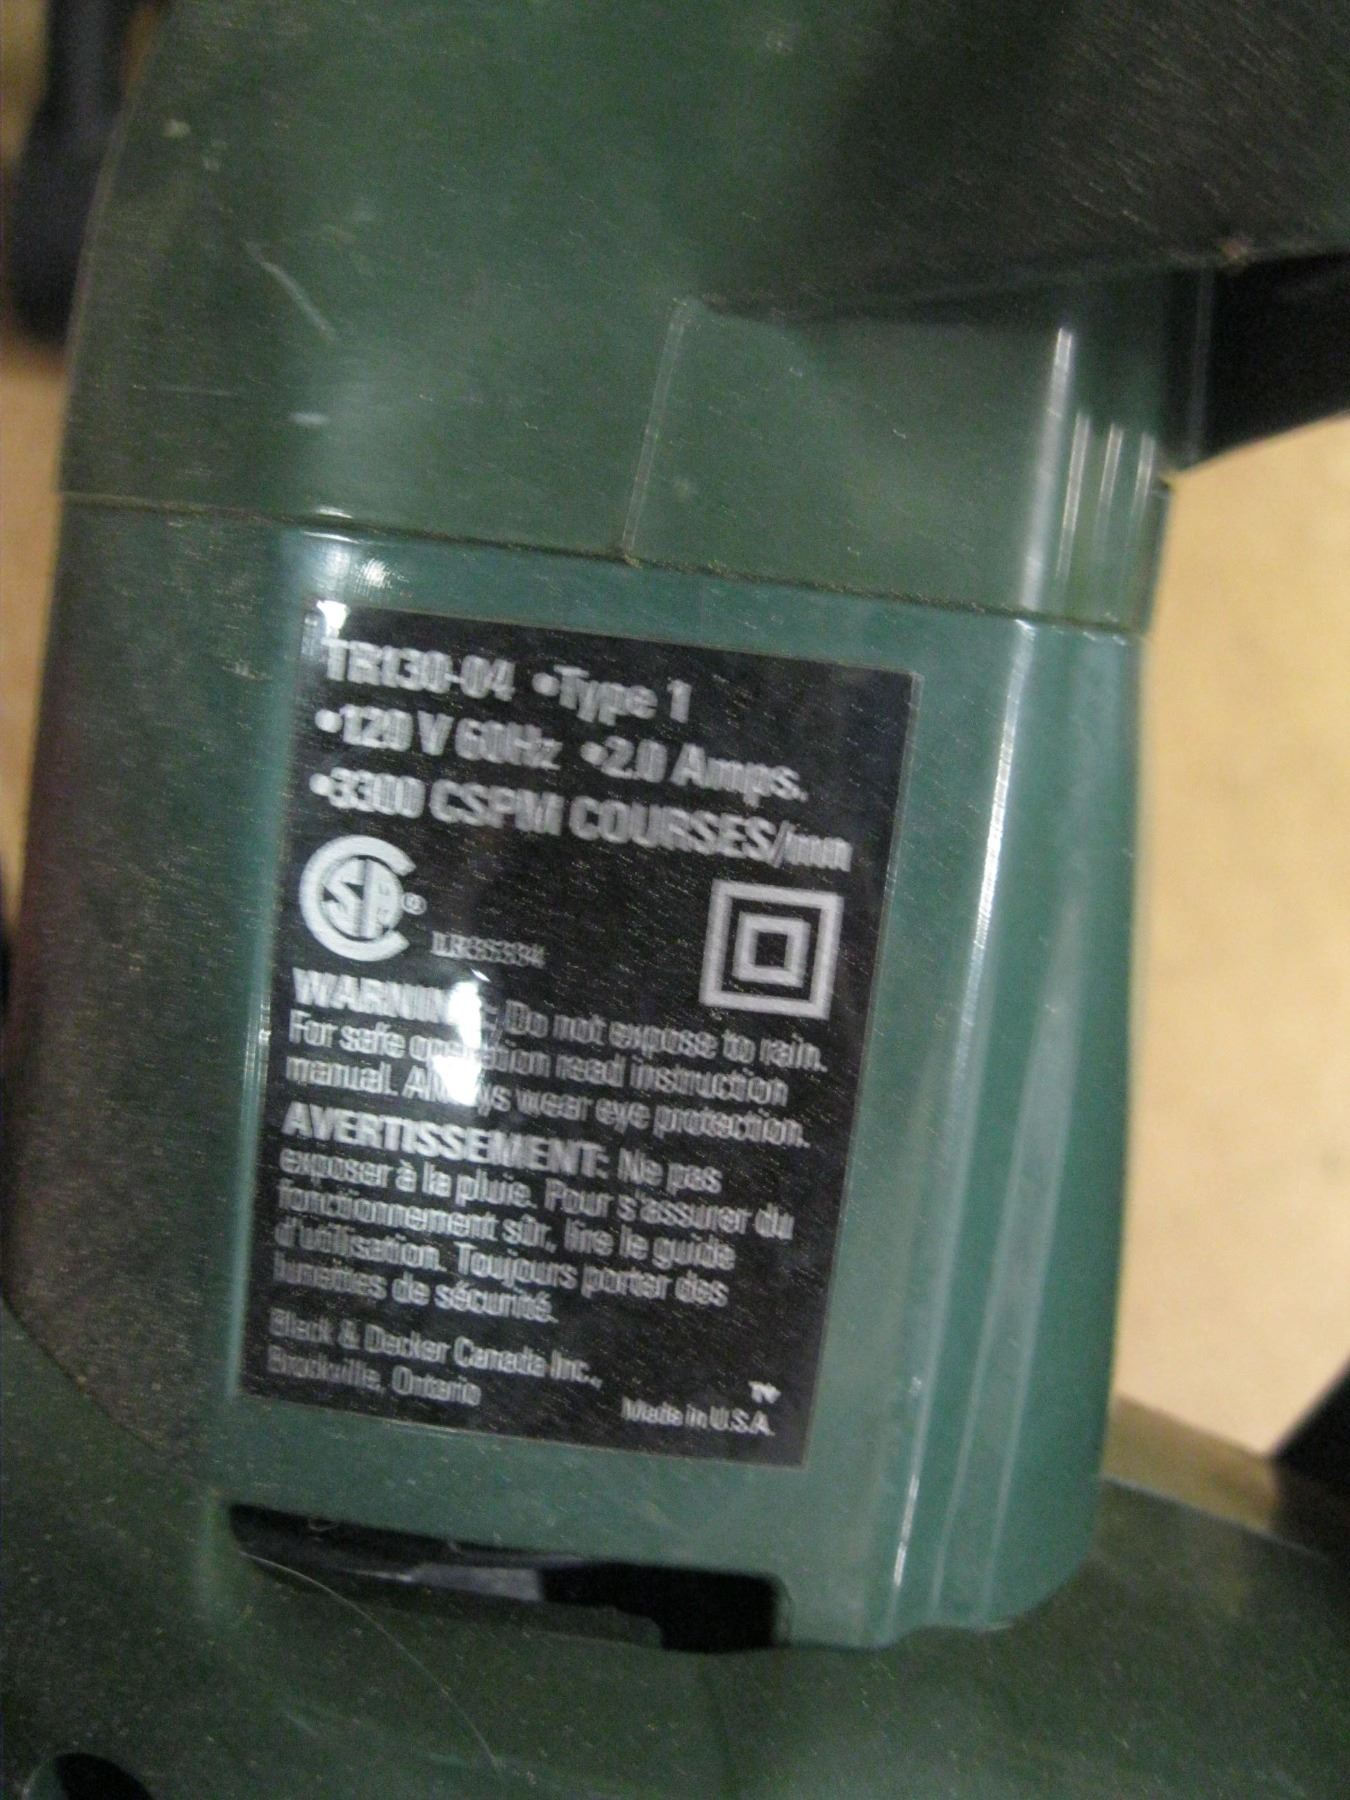 TR130-04 •Type 1
•120 V 60Hz •2.0 Amps.
•3300 CSPM COURSES/mn
CSA®
LR35384
WARNING: Do not expose to rain.
For safe operation read instruction
manual. Always wear eye protection.
AVERTISSEMENT: Ne pas
exposer à la pluie. Pour s'assurer du
fonctionnement sûr, lire le guide
d'utilisation. Toujours porter des
lunettes de sécurité.
Black & Decker Canada Inc.,
Brockville, Ontario
Made in U.S.A.